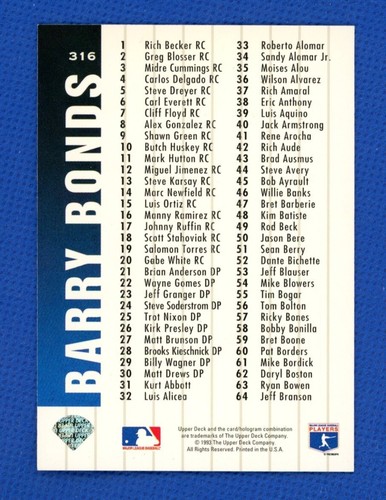 316
BARRY BONDS
1 Rich Becker RC
2 Greg Blosser RC
3 Midre Cummings RC
4 Carlos Delgado RC
5 Steve Dreyer RC
6 Carl Everett RC
7 Cliff Floyd RC
8 Alex Gonzalez RC
9 Shawn Green RC
10 Butch Huskey RC
11 Mark Hutton RC
12 Miguel Jimenez RC
13 Steve Karsay RC
14 Marc Newfield RC
15 Luis Ortiz RC
16 Manny Ramirez RC
17 Johnny Ruffin RC
18 Scott Stahoviak RC
19 Salomon Torres RC
20 Gabe White RC
21 Brian Anderson DP
22 Wayne Gomes DP
23 Jeff Granger DP
24 Steve Soderstrom DP
25 Trot Nixon DP
26 Kirk Presley DP
27 Matt Brunson DP
28 Brooks Kieschnick DP
29 Billy Wagner DP
30 Matt Drews DP
31 Kurt Abbott
32 Luis Alicea
33 Roberto Alomar
34 Sandy Alomar Jr.
35 Moises Alou
36 Wilson Alvarez
37 Rich Amaral
38 Eric Anthony
39 Luis Aquino
40 Jack Armstrong
41 Rene Arocha
42 Rich Aude
43 Brad Ausmus
44 Steve Avery
45 Bob Ayrault
46 Willie Banks
47 Bret Barberie
48 Kim Batiste
49 Rod Beck
50 Jason Bere
51 Sean Berry
52 Dante Bichette
53 Jeff Blauser
54 Mike Blowers
55 Tim Bogar
56 Tom Bolton
57 Ricky Bones
58 Bobby Bonilla
59 Bret Boone
60 Pat Borders
61 Mike Bordick
62 Daryl Boston
63 Ryan Bowen
64 Jeff Branson
MAJOR LEAGUE BASEBALL
Upper Deck and the card/hologram combination
are trademarks of The Upper Deck Company.
© 1993 The Upper Deck Company.
All Rights Reserved. Printed in the U.S.A.
PLAYERS